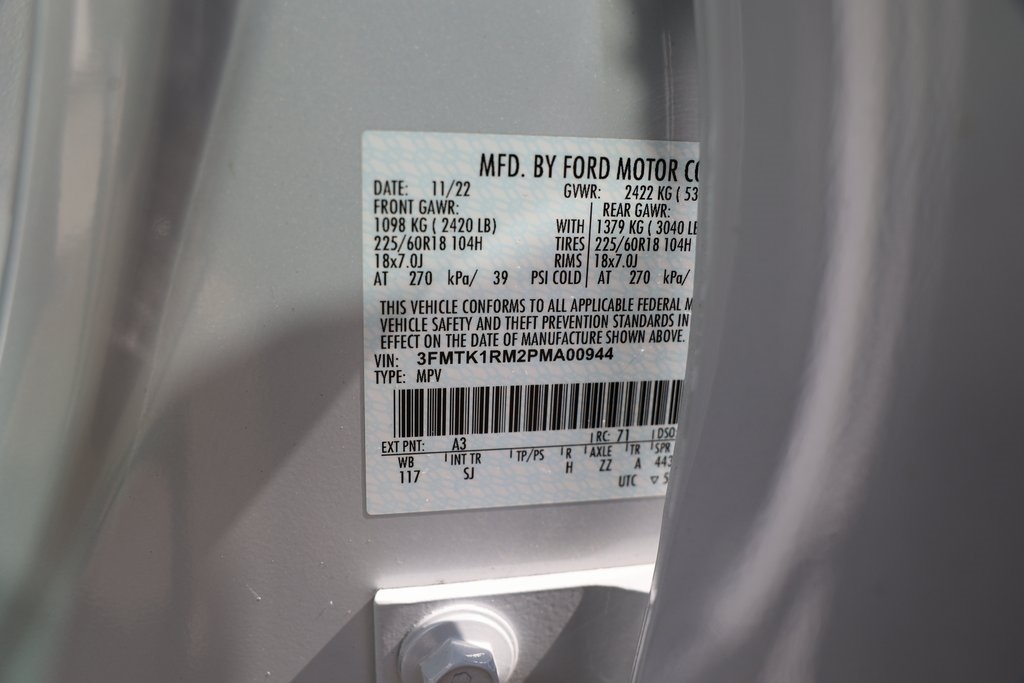 MFD. BY FORD MOTOR
DATE: 11/22 GVWR: 2422 KG ( 53
FRONT GAWR: REAR GAWR:
1098 KG ( 2420 LB) WITH 1379 KG ( 3040 LB
225/60R18 104H TIRES 225/60R18 104H
18x7.0J RIMS 18x7.0J
AT 270 kPa/ 39 PSI COLD AT 270 kPa/
THIS VEHICLE CONFORMS TO ALL APPLICABLE FEDERAL M
VEHICLE SAFETY AND THEFT PREVENTION STANDARDS IN
EFFECT ON THE DATE OF MANUFACTURE SHOWN ABOVE.
VIN: 3FMTK1RM2PMA00944
TYPE: MPV
EXT PNT: A3 RC: 71 DSO
WB INT TR TP/PS R AXLE TR SPR
117 SJ H ZZ A 443
UTC ▽ 5